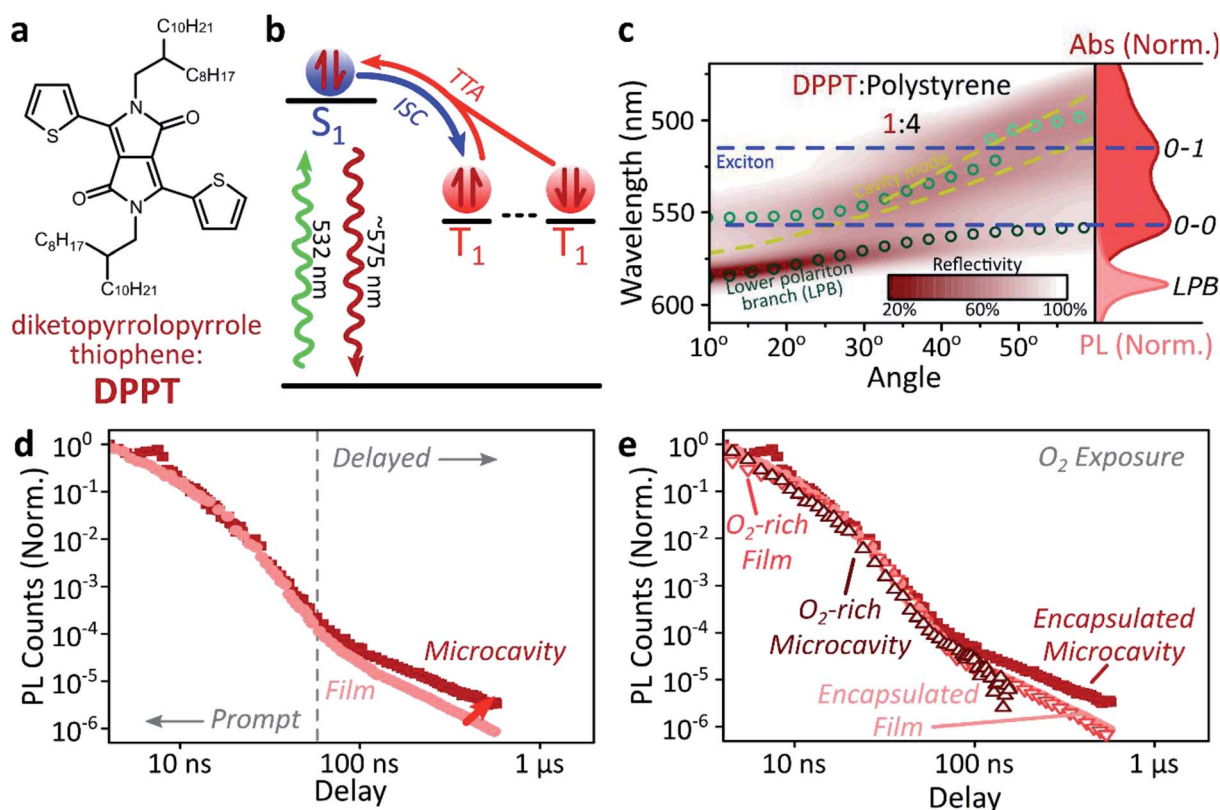 a
C₁₀H₂₁
C₈H₁₇
S
N
O
O
N
S
C₈H₁₇
C₁₀H₂₁
diketopyrrolopyrrole
thiophene:
DPPT
b
S₁
ISC
TTA
T₁
T₁
532 nm
~575 nm
c
Abs (Norm.)
DPPT:Polystyrene
1:4
Exciton
Cavity mode
Lower polariton
branch (LPB)
Reflectivity
20% 60% 100%
0-1
0-0
LPB
PL (Norm.)
Wavelength (nm)
500
550
600
10° 20° 30° 40° 50°
Angle
d
Delayed
Prompt
Microcavity
Film
PL Counts (Norm.)
10⁰
10⁻¹
10⁻²
10⁻³
10⁻⁴
10⁻⁵
10⁻⁶
10 ns 100 ns 1 µs
Delay
e
O₂ Exposure
O₂-rich
Film
O₂-rich
Microcavity
Encapsulated
Microcavity
Encapsulated
Film
PL Counts (Norm.)
10⁰
10⁻¹
10⁻²
10⁻³
10⁻⁴
10⁻⁵
10⁻⁶
10 ns 100 ns 1 µs
Delay